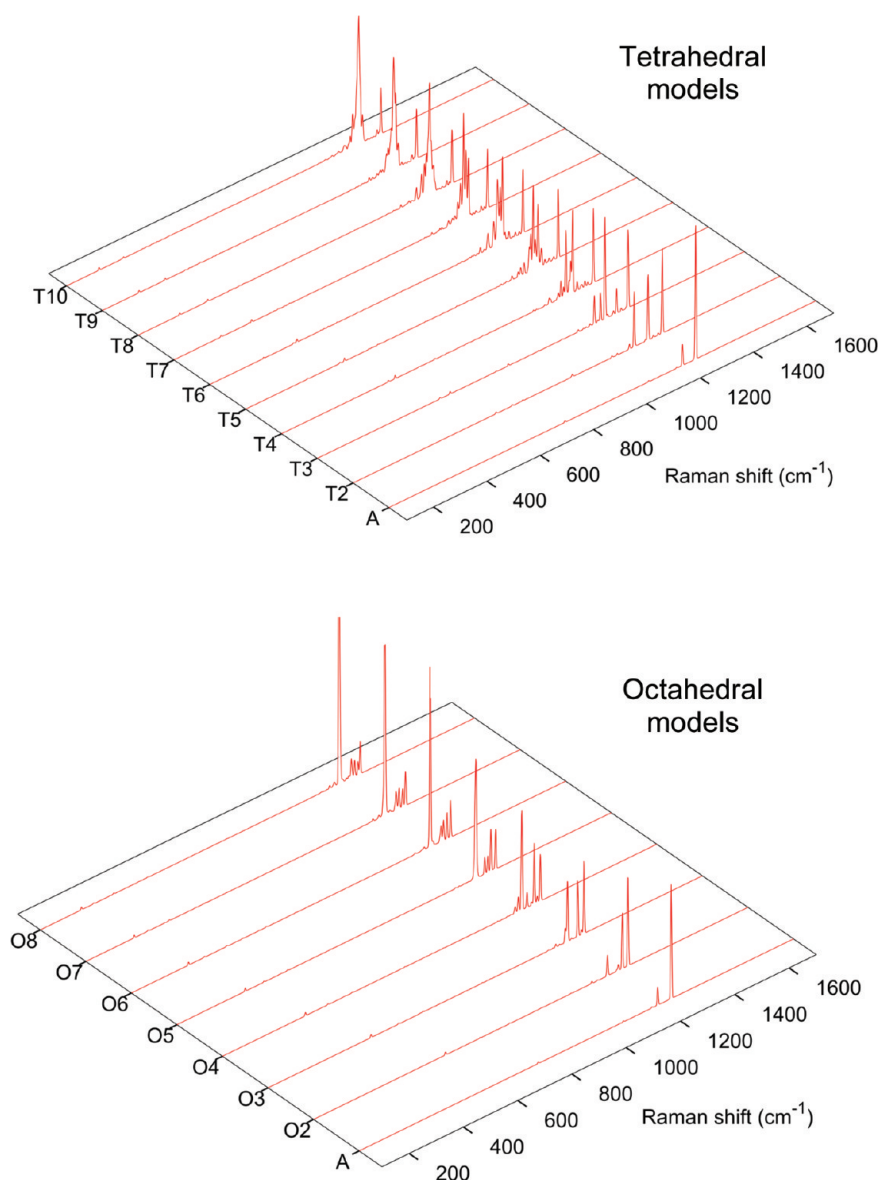 Tetrahedral
models
T10
T9
T8
T7
T6
T5
T4
T3
T2
A
200
400
600
800
1000
1200
1400
1600
Raman shift (cm⁻¹)
Octahedral
models
O8
O7
O6
O5
O4
O3
O2
A
200
400
600
800
1000
1200
1400
1600
Raman shift (cm⁻¹)